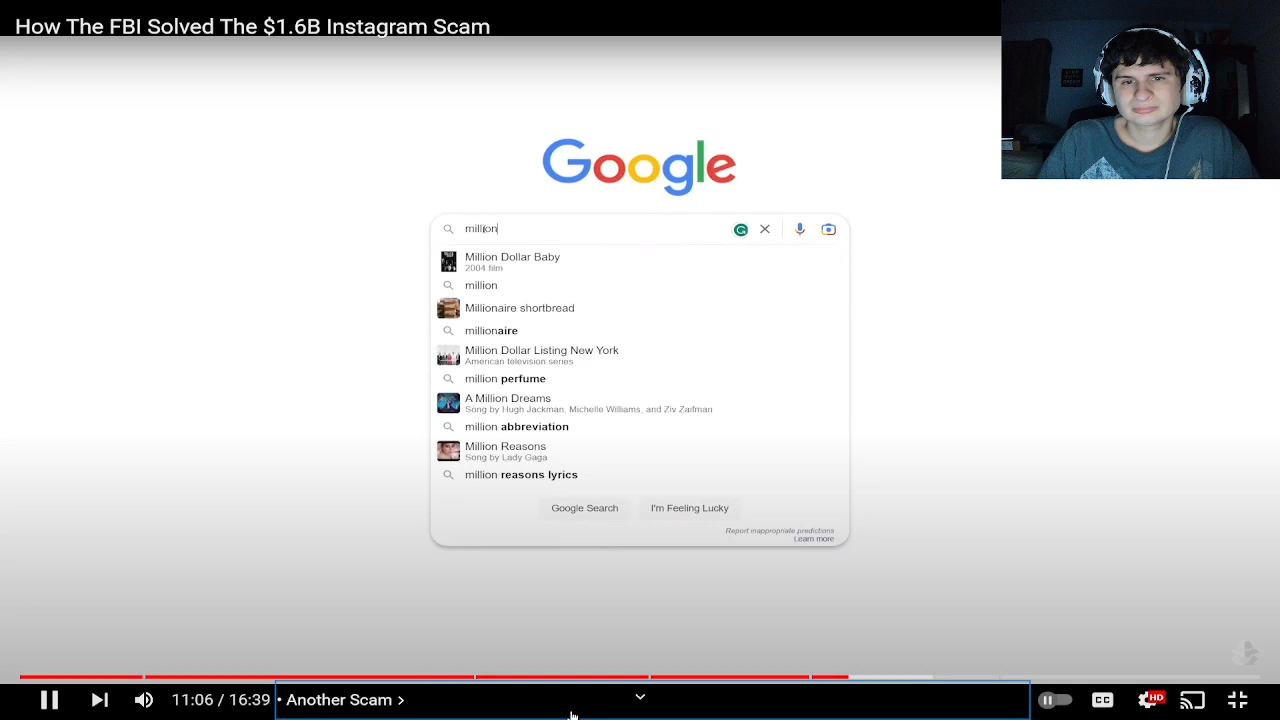 How The FBI Solved The $1.6B Instagram Scam
Google
million
Million Dollar Baby
2004 film
million
Millionaire shortbread
millionaire
Million Dollar Listing New York
American television series
million perfume
A Million Dreams
Song by Hugh Jackman, Michelle Williams, and Ziv Zaifman
million abbreviation
Million Reasons
Song by Lady Gaga
million reasons lyrics
Google Search
I'm Feeling Lucky
Report inappropriate predictions
Learn more
11:06 / 16:39 • Another Scam >
CC
HD